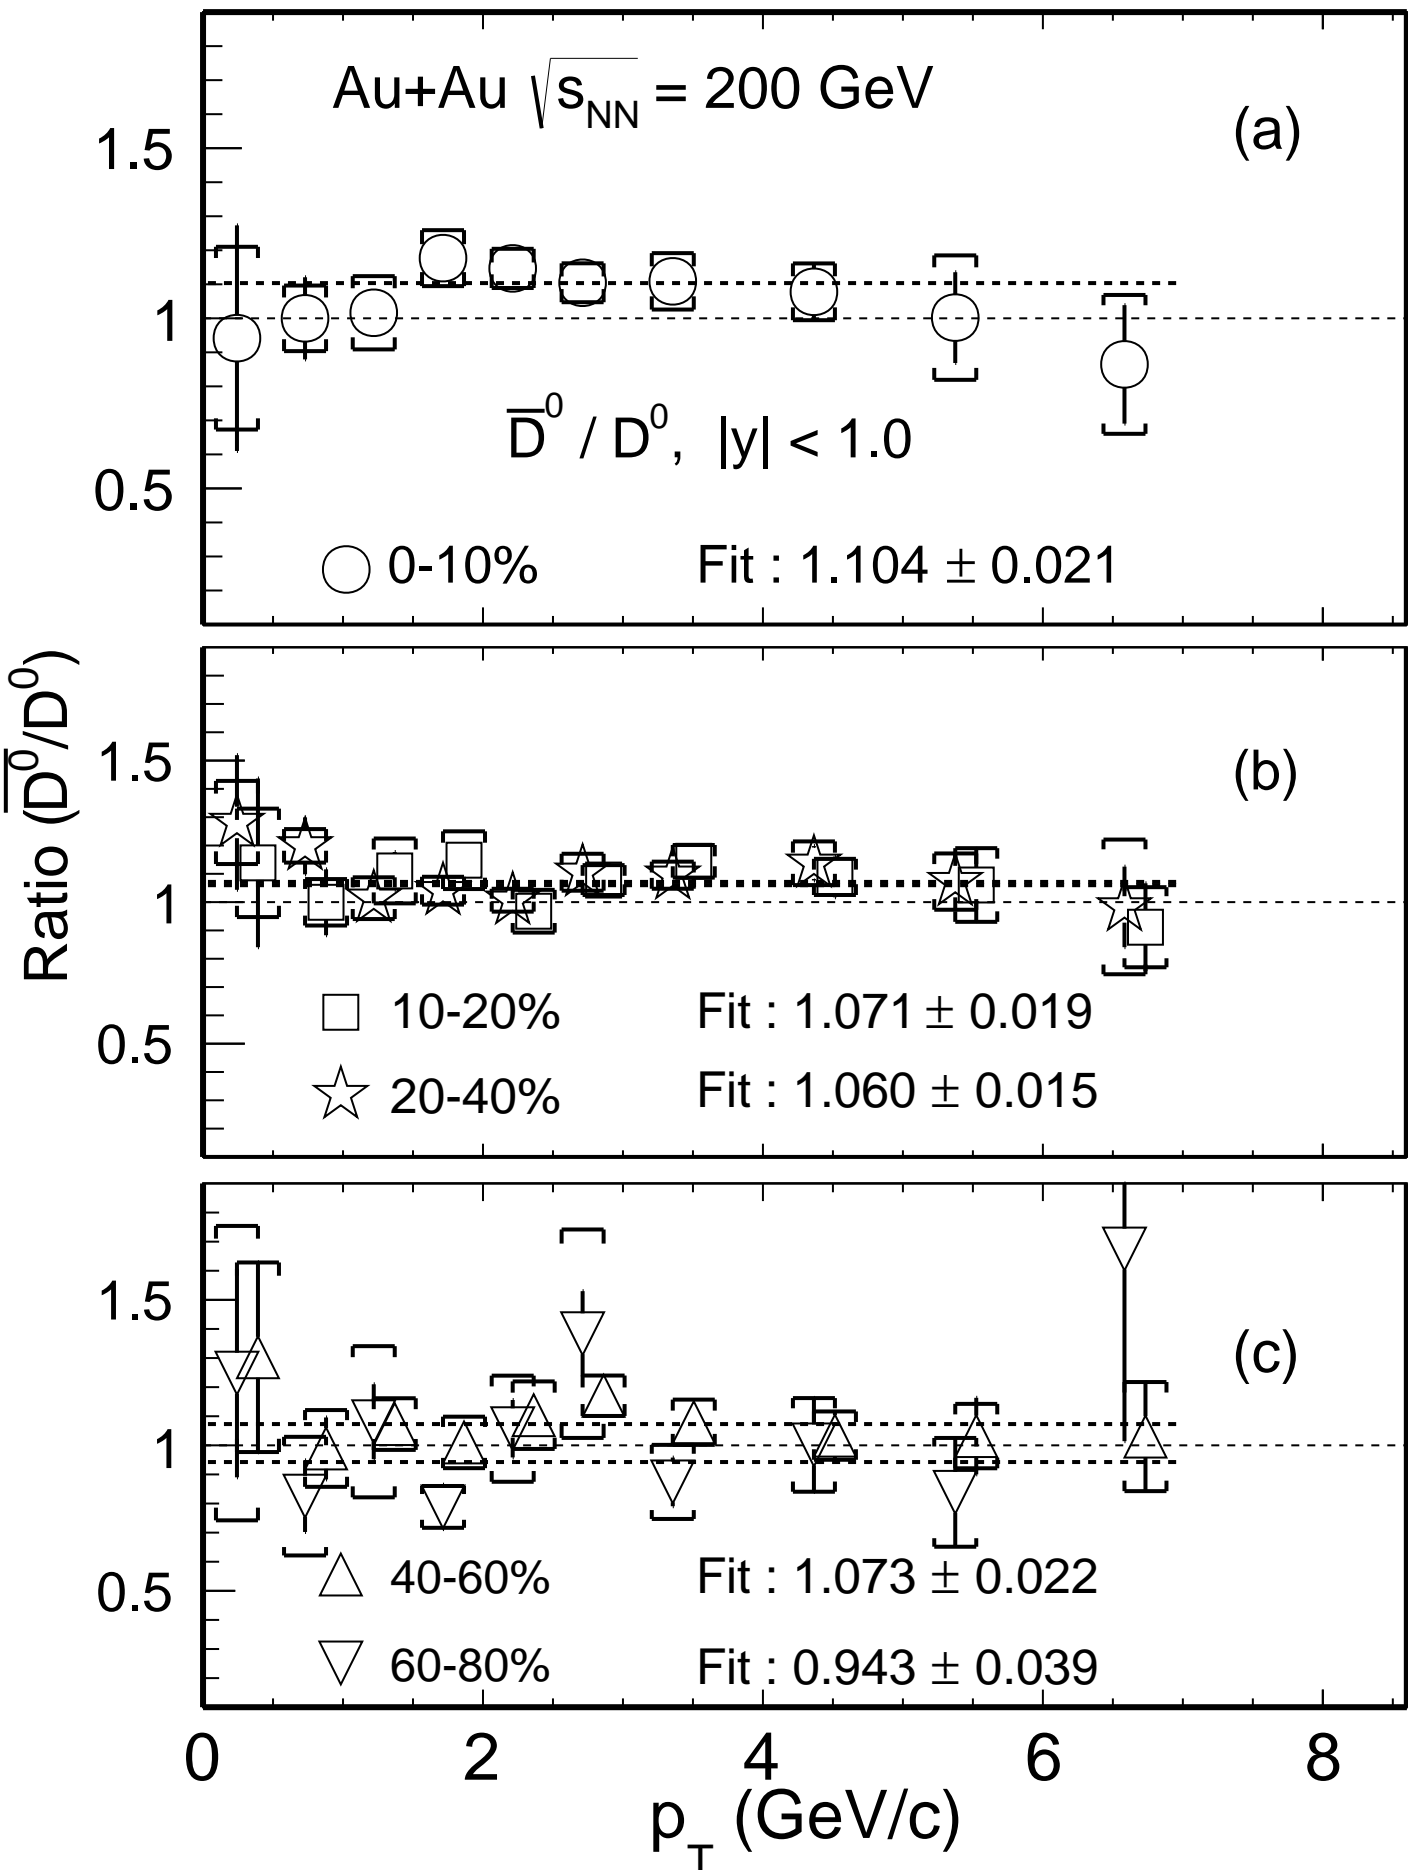 Au+Au √s_NN = 200 GeV
(a)
1.5
1
0.5
D̅⁰ / D⁰, |y| < 1.0
0-10% Fit : 1.104 ± 0.021
Ratio (D̅⁰/D⁰)
(b)
1.5
1
0.5
10-20% Fit : 1.071 ± 0.019
20-40% Fit : 1.060 ± 0.015
(c)
1.5
1
0.5
40-60% Fit : 1.073 ± 0.022
60-80% Fit : 0.943 ± 0.039
0 2 4 6 8
p_T (GeV/c)